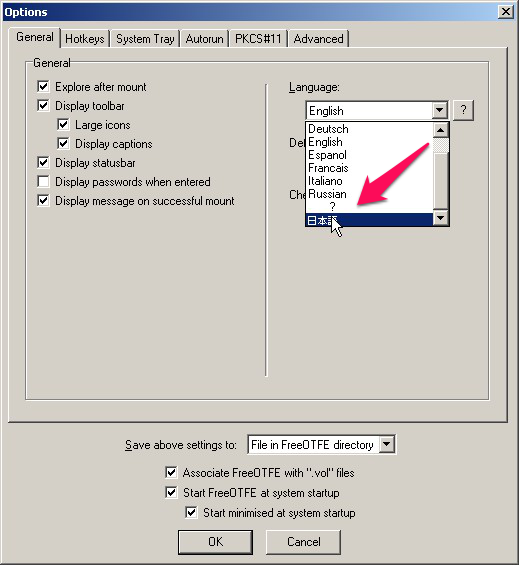 Options
General Hotkeys System Tray Autorun PKCS#11 Advanced
General
Explore after mount
Display toolbar
Large icons
Display captions
Display statusbar
Display passwords when entered
Display message on successful mount
Language:
English
?
Deutsch
English
Espanol
Francais
Italiano
Russian
?
日本語
Def
Che
Save above settings to: File in FreeOTFE directory
Associate FreeOTFE with ".vol" files
Start FreeOTFE at system startup
Start minimised at system startup
OK Cancel